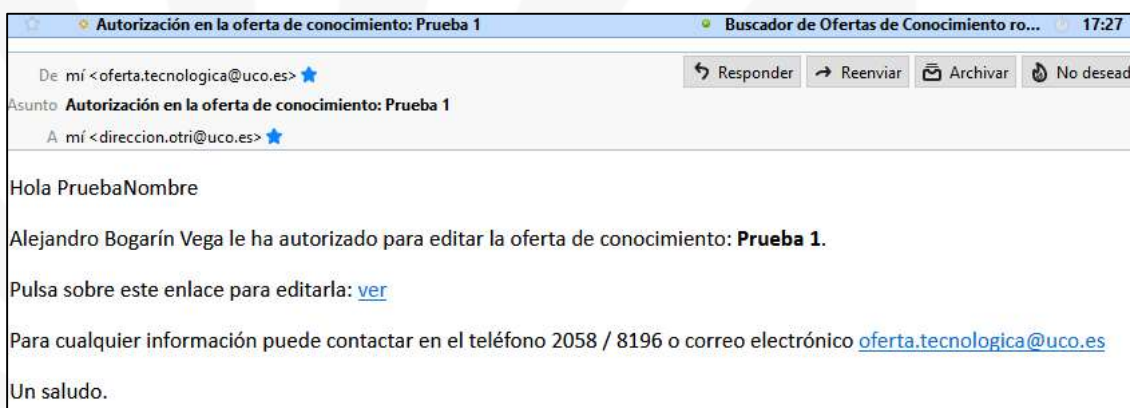 Autorización en la oferta de conocimiento: Prueba 1 Buscador de Ofertas de Conocimiento ro... 17:27
De mí <oferta.tecnologica@uco.es> Responder Reenviar Archivar No desead
Asunto Autorización en la oferta de conocimiento: Prueba 1
A mí <direccion.otri@uco.es>
Hola PruebaNombre
Alejandro Bogarín Vega le ha autorizado para editar la oferta de conocimiento: Prueba 1.
Pulsa sobre este enlace para editarla: ver
Para cualquier información puede contactar en el teléfono 2058 / 8196 o correo electrónico oferta.tecnologica@uco.es
Un saludo.